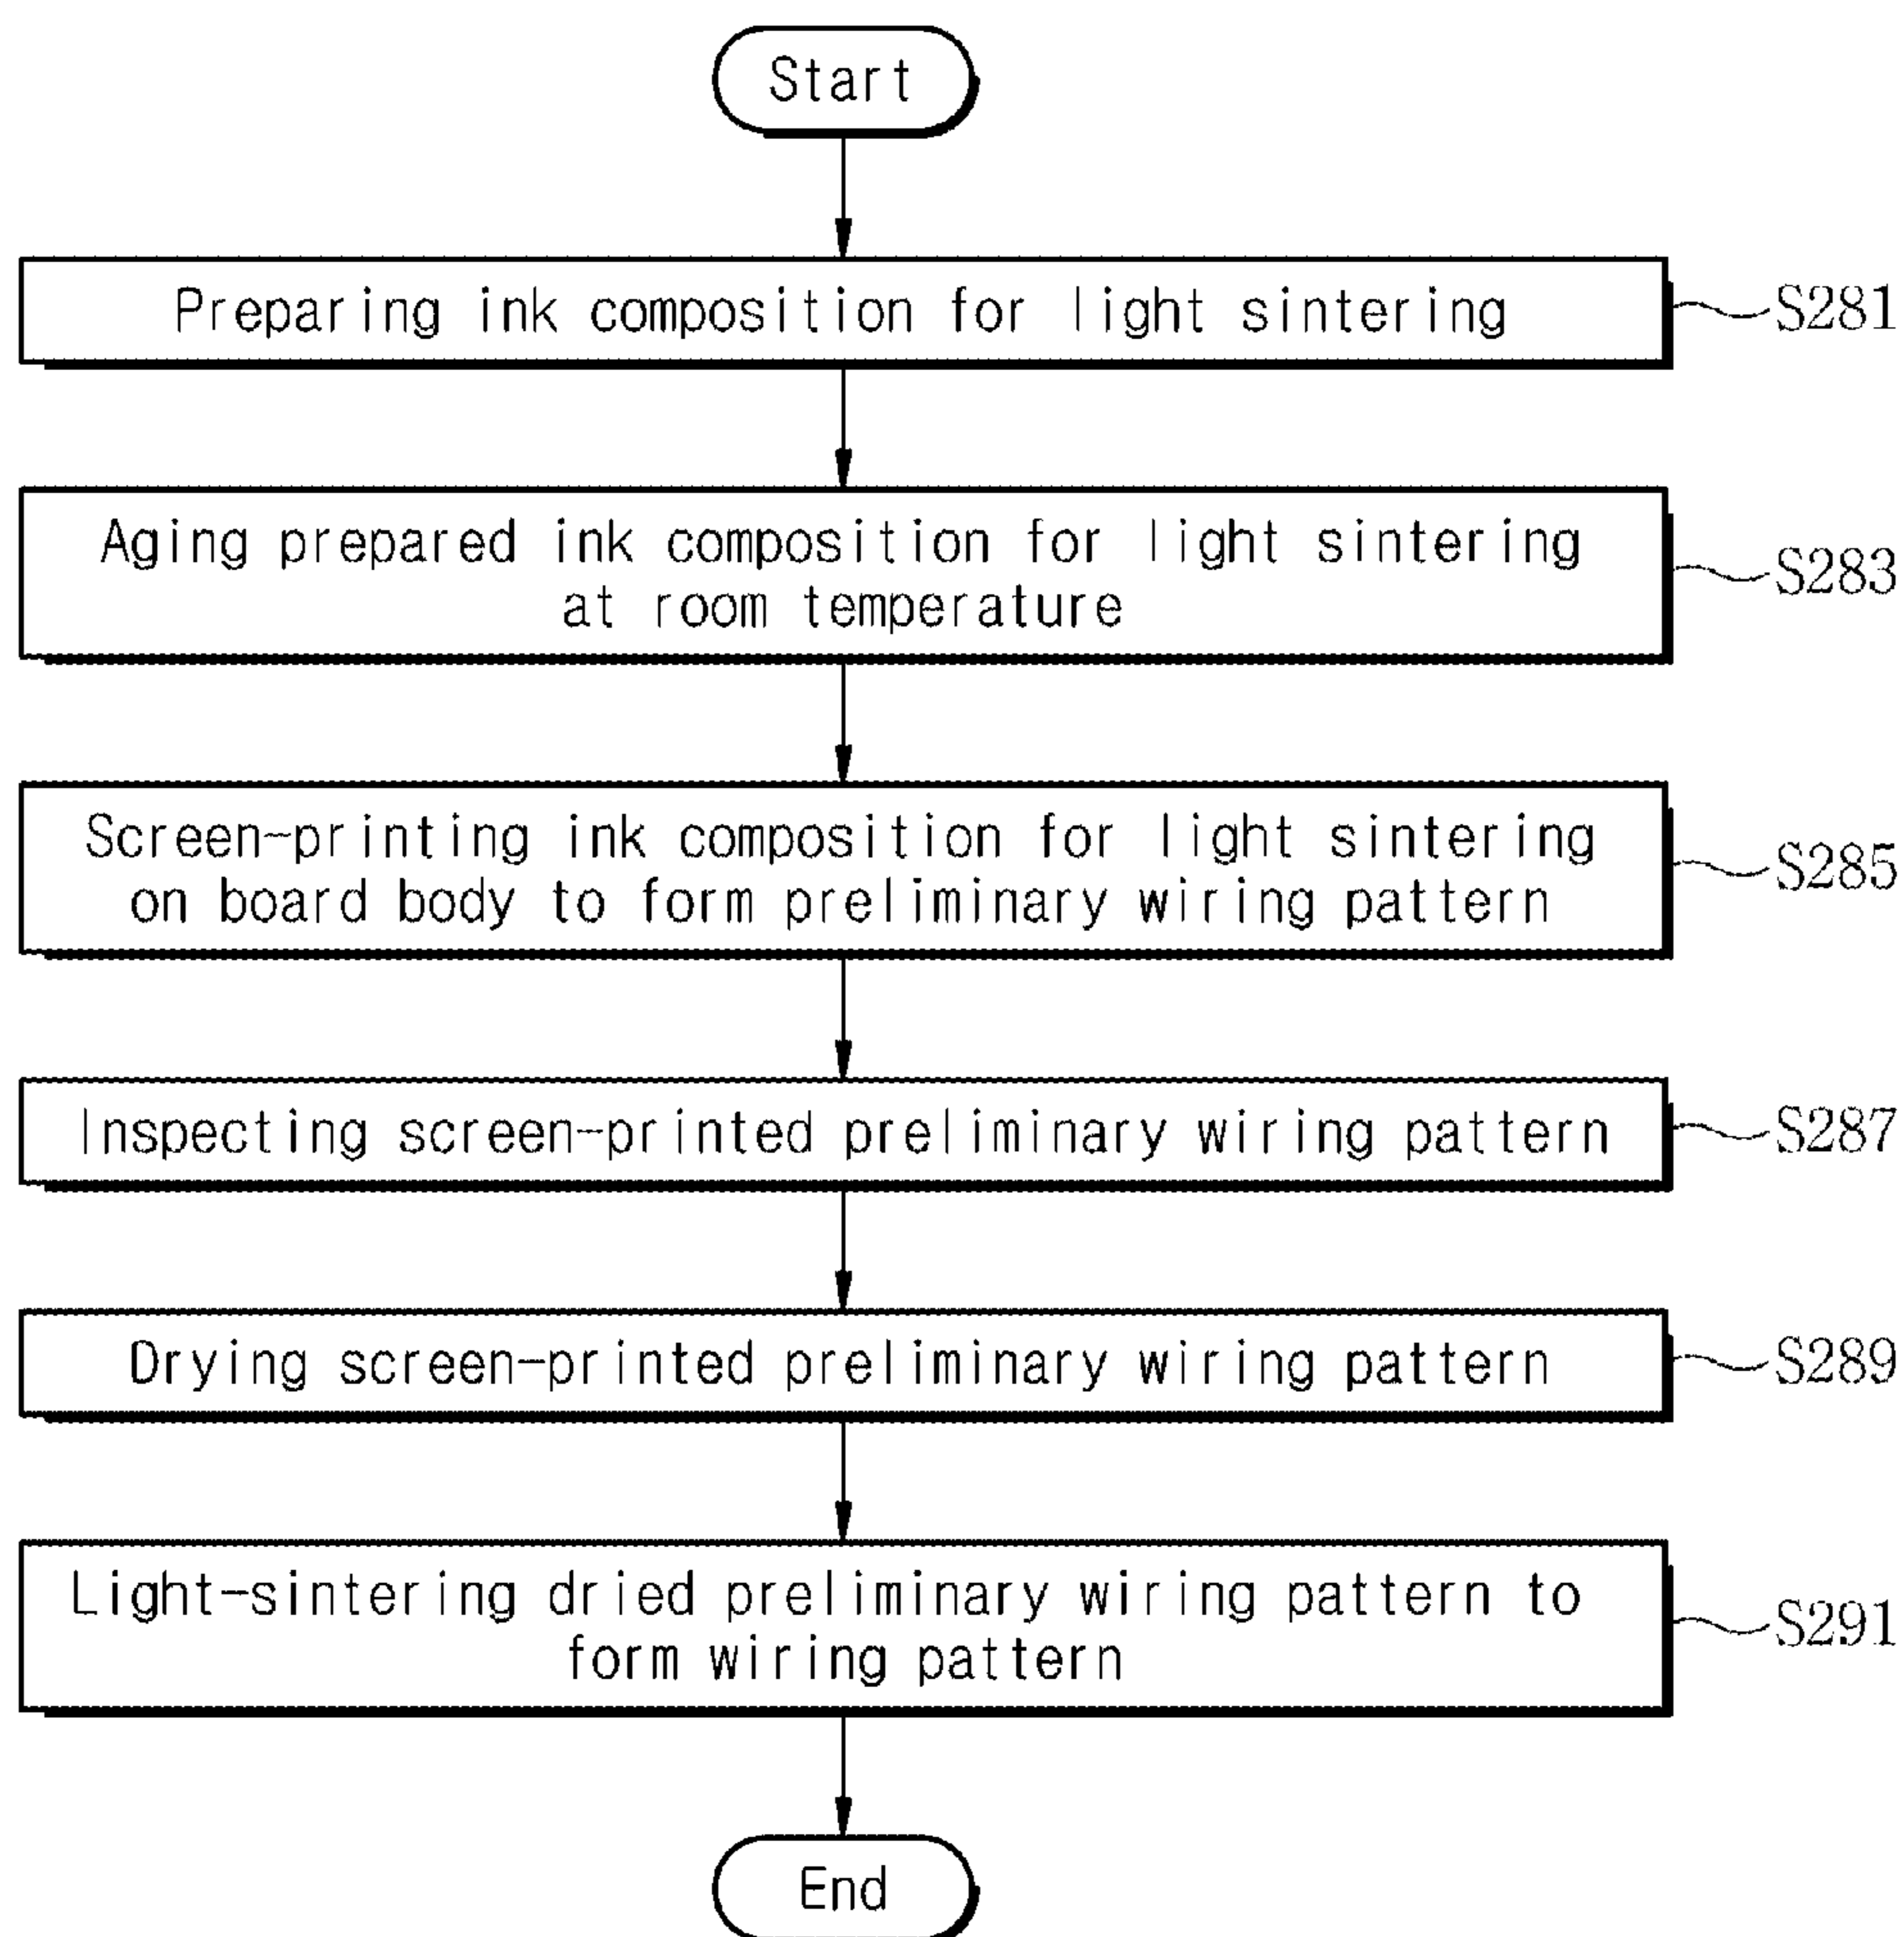 Start
Preparing ink composition for light sintering
S281
Aging prepared ink composition for light sintering
at room temperature
S283
Screen-printing ink composition for light sintering
on board body to form preliminary wiring pattern
S285
Inspecting screen-printed preliminary wiring pattern
S287
Drying screen-printed preliminary wiring pattern
S289
Light-sintering dried preliminary wiring pattern to
form wiring pattern
S291
End